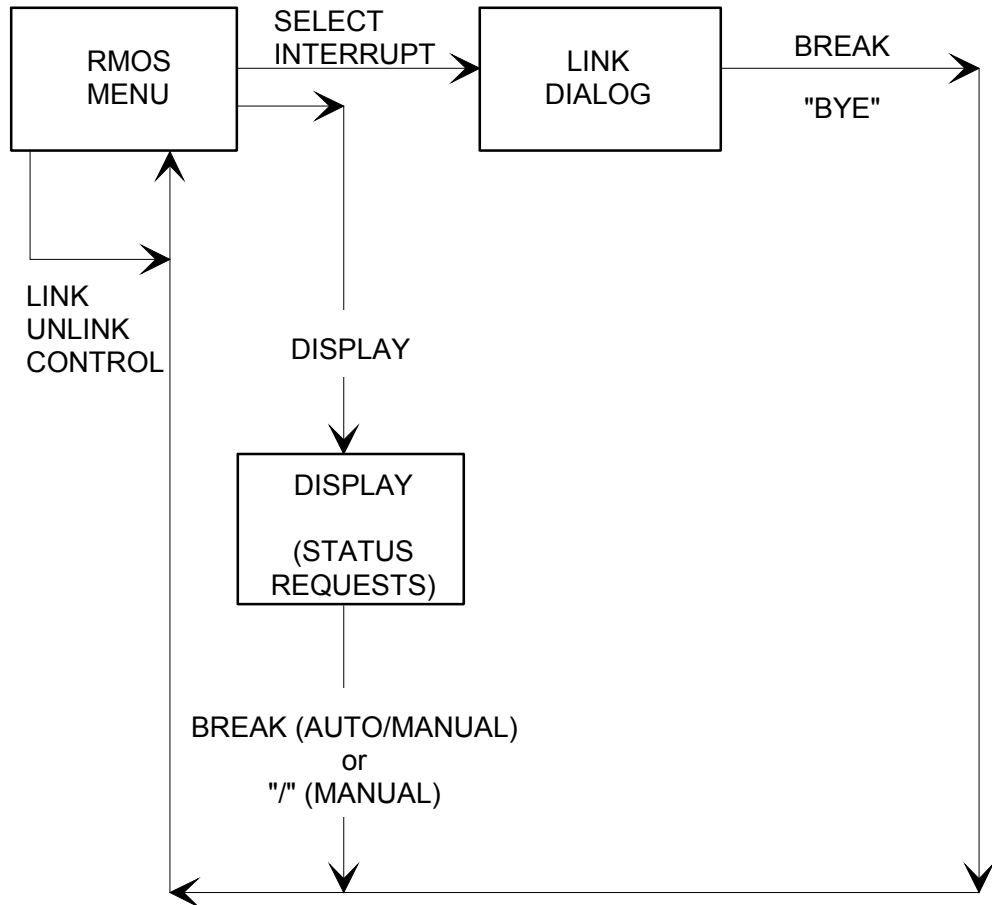 RMOS
MENU
SELECT
INTERRUPT
LINK
DIALOG
BREAK
"BYE"
LINK
UNLINK
CONTROL
DISPLAY
DISPLAY
(STATUS
REQUESTS)
BREAK (AUTO/MANUAL)
or
"/" (MANUAL)